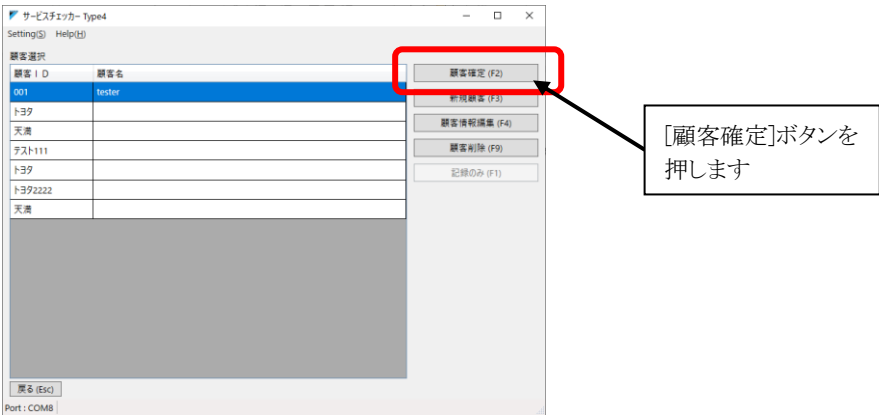 サービスチェッカー Type4
Setting(S) Help(H)
顧客選択
顧客ＩＤ 顧客名
001 tester
トヨタ
天満
テスト111
トヨタ
トヨタ2222
天満
顧客確定 (F2)
新規顧客 (F3)
顧客情報編集 (F4)
顧客削除 (F9)
記録のみ (F1)
[顧客確定]ボタンを
押します
戻る (Esc)
Port : COM8